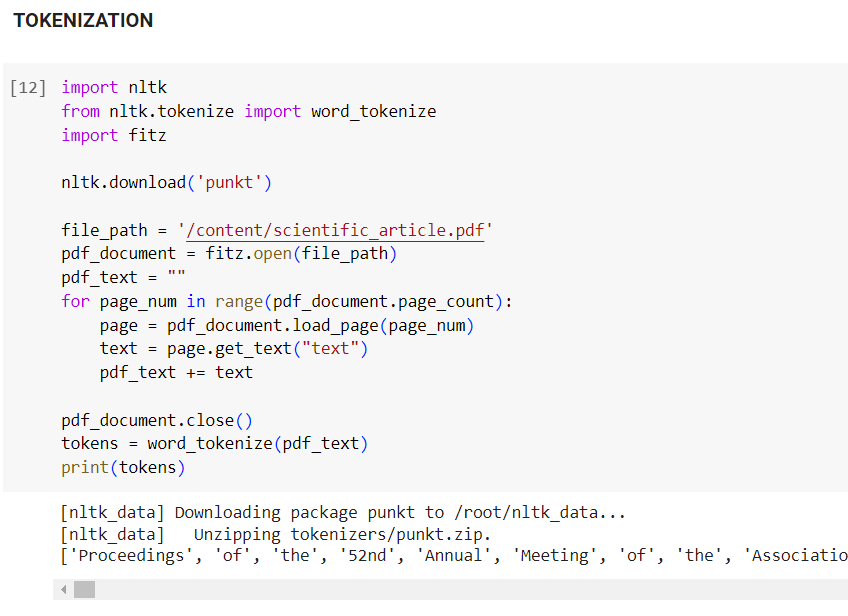 TOKENIZATION
[12] import nltk
from nltk.tokenize import word_tokenize
import fitz
nltk.download('punkt')
file_path = '/content/scientific_article.pdf'
pdf_document = fitz.open(file_path)
pdf_text = ""
for page_num in range(pdf_document.page_count):
    page = pdf_document.load_page(page_num)
    text = page.get_text("text")
    pdf_text += text
pdf_document.close()
tokens = word_tokenize(pdf_text)
print(tokens)
[nltk_data] Downloading package punkt to /root/nltk_data...
[nltk_data]   Unzipping tokenizers/punkt.zip.
['Proceedings', 'of', 'the', '52nd', 'Annual', 'Meeting', 'of', 'the', 'Associatio